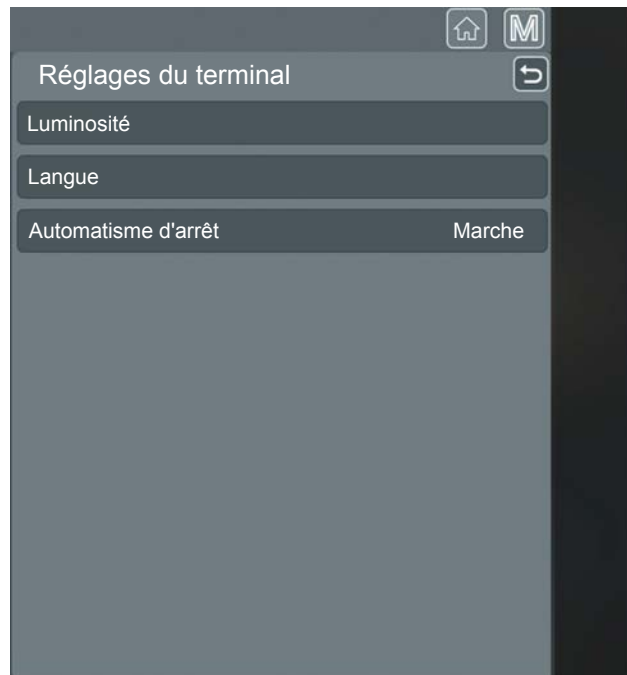 M
Réglages du terminal
Luminosité
Langue
Automatisme d'arrêt Marche